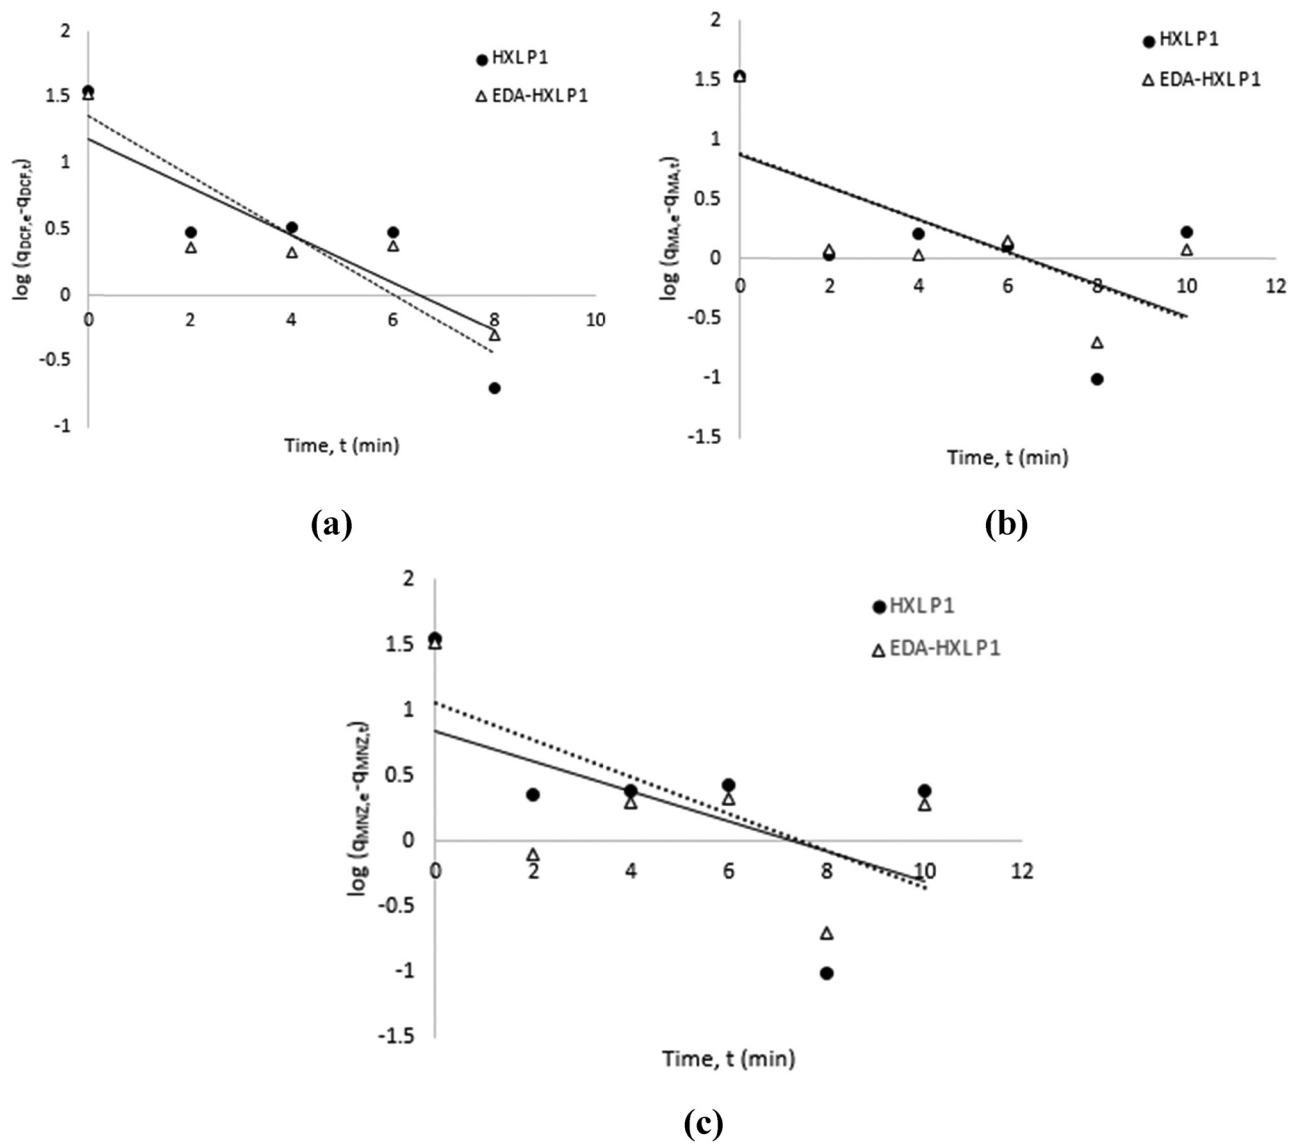 2
HXLP1
1.5
EDA-HXLP1
1
0.5
0
0 2 4 6 8 10
-0.5
-1
log (qDCF,e-qDCF,t)
Time, t (min)
(a)
2
HXLP1
1.5
EDA-HXLP1
1
0.5
0
0 2 4 6 8 10 12
-0.5
-1
-1.5
log (qMA,e-qMA,t)
Time, t (min)
(b)
2
HXLP1
1.5
EDA-HXLP1
1
0.5
0
0 2 4 6 8 10 12
-0.5
-1
-1.5
log (qMNZ,e-qMNZ,t)
Time, t (min)
(c)